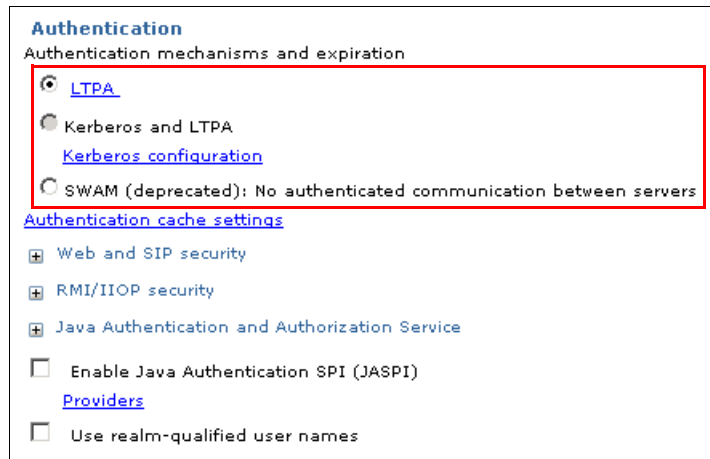 Authentication
Authentication mechanisms and expiration
LTPA
Kerberos and LTPA
Kerberos configuration
SWAM (deprecated): No authenticated communication between servers
Authentication cache settings
Web and SIP security
RMI/IIOP security
Java Authentication and Authorization Service
Enable Java Authentication SPI (JASPI)
Providers
Use realm-qualified user names